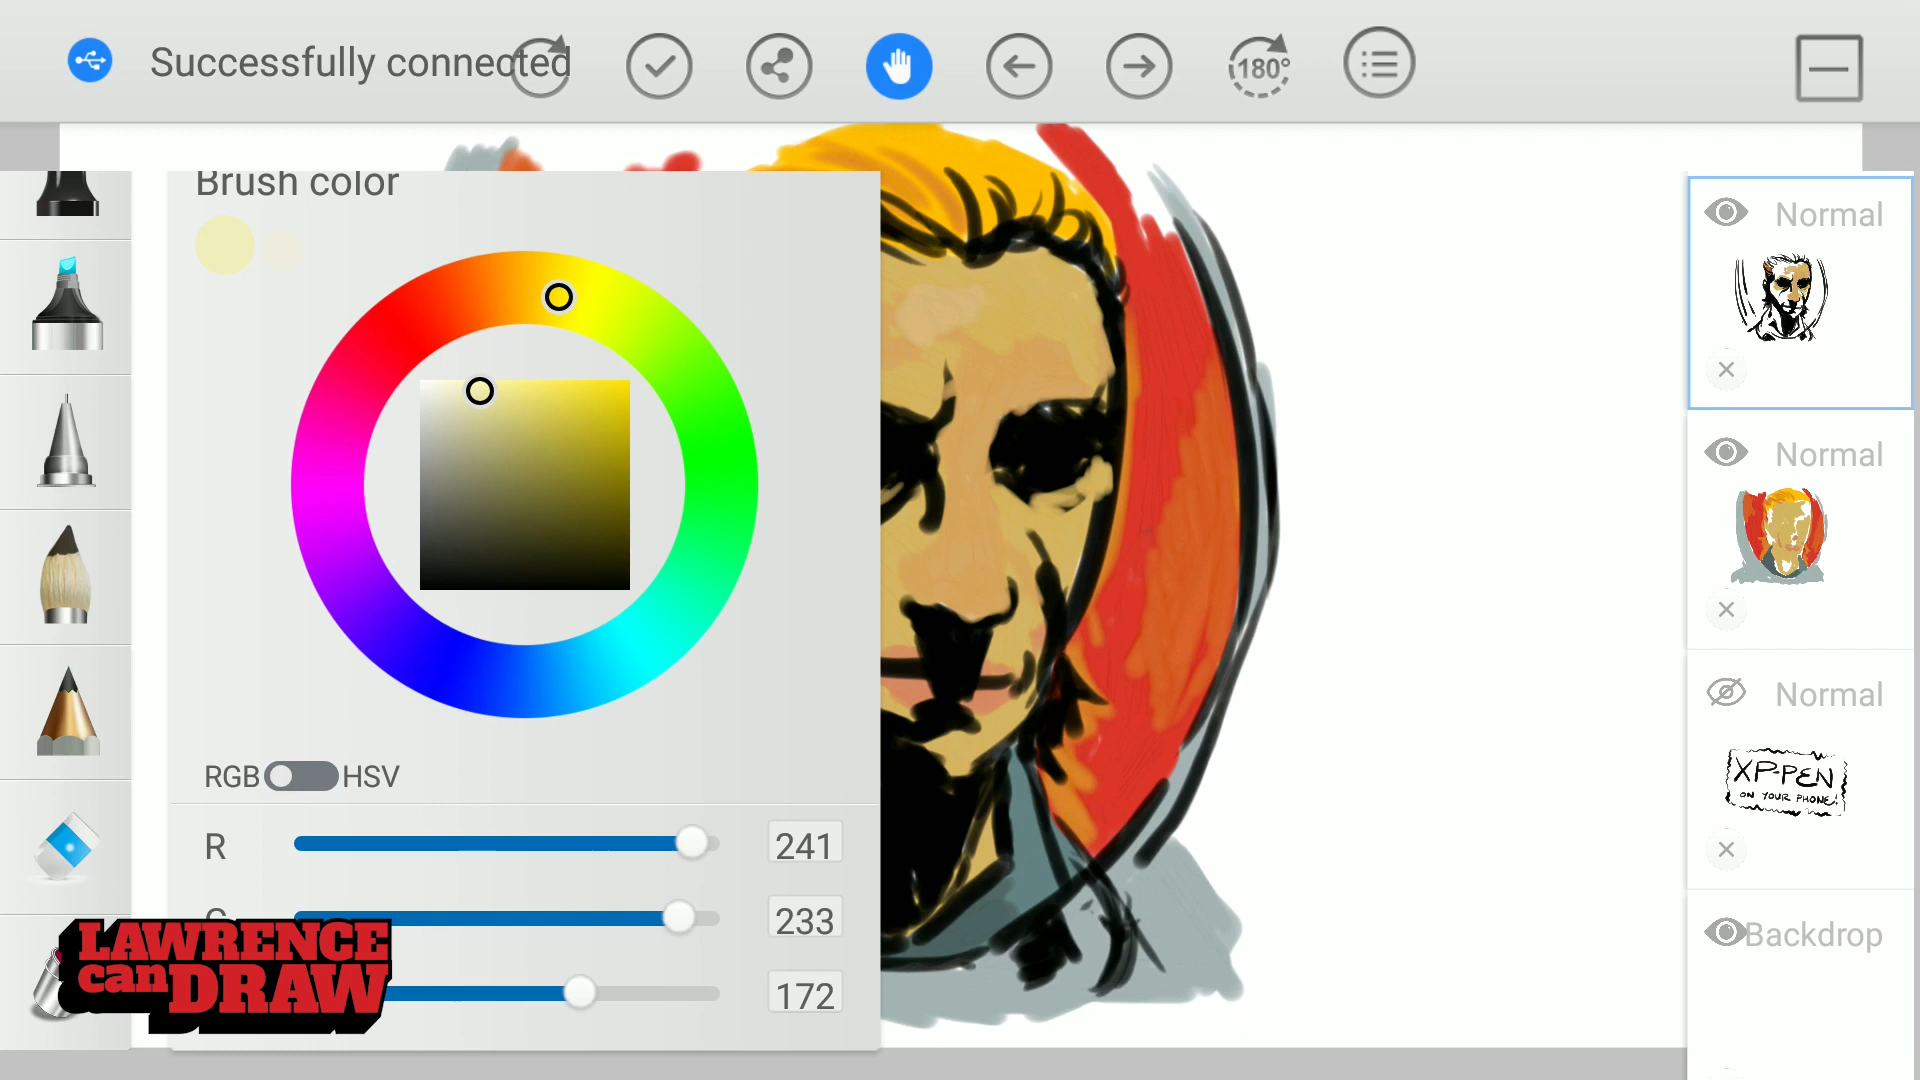 Successfully connected
180°
Brush color
Normal
Normal
Normal
XP-PEN
ON YOUR PHONE!
Backdrop
RGB HSV
R 241
G 233
172
LAWRENCE
can DRAW